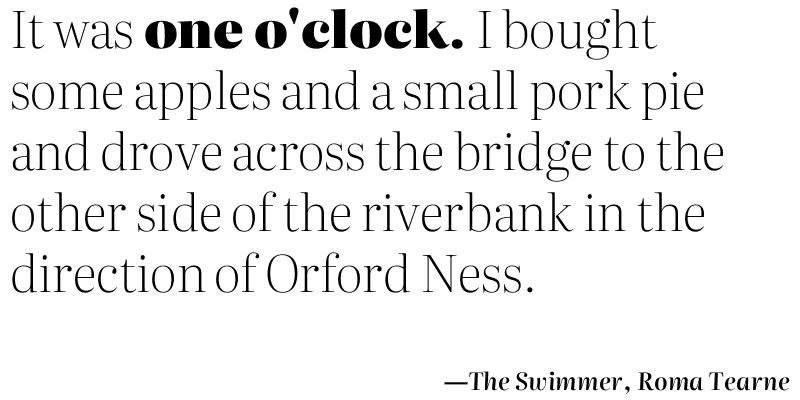 It was one o'clock. I bought
some apples and a small pork pie
and drove across the bridge to the
other side of the riverbank in the
direction of Orford Ness.
—The Swimmer, Roma Tearne